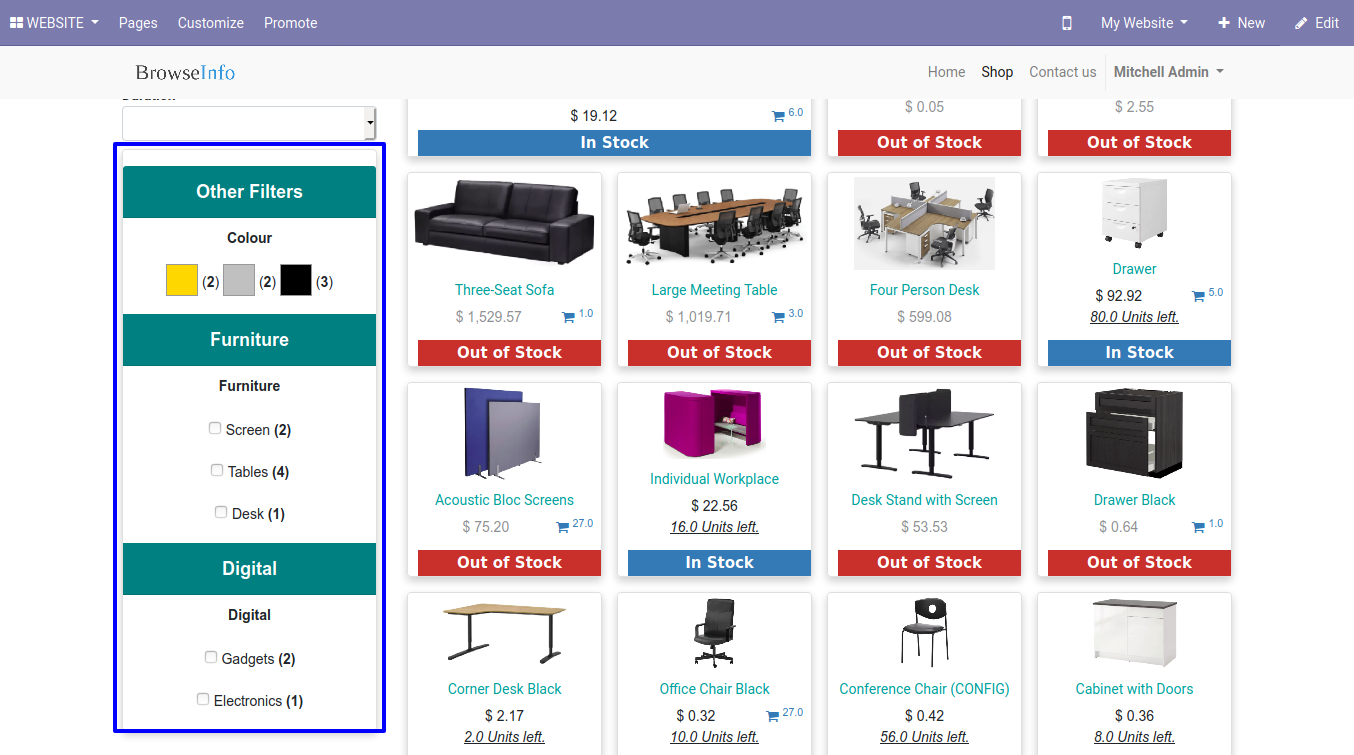 WEBSITE Pages Customize Promote My Website New Edit
BrowseInfo Home Shop Contact us Mitchell Admin
Other Filters
Colour
(2) (2) (3)
Furniture
Furniture
Screen (2)
Tables (4)
Desk (1)
Digital
Digital
Gadgets (2)
Electronics (1)
$ 19.12 6.0
In Stock
$ 0.05
Out of Stock
$ 2.55
Out of Stock
Three-Seat Sofa
$ 1,529.57 1.0
Out of Stock
Large Meeting Table
$ 1,019.71 3.0
Out of Stock
Four Person Desk
$ 599.08
Out of Stock
Drawer
$ 92.92 5.0
80.0 Units left.
In Stock
Acoustic Bloc Screens
$ 75.20 27.0
Out of Stock
Individual Workplace
$ 22.56
16.0 Units left.
In Stock
Desk Stand with Screen
$ 53.53
Out of Stock
Drawer Black
$ 0.64 1.0
Out of Stock
Corner Desk Black
$ 2.17
2.0 Units left.
Office Chair Black
$ 0.32 27.0
10.0 Units left.
Conference Chair (CONFIG)
$ 0.42
56.0 Units left.
Cabinet with Doors
$ 0.36
8.0 Units left.